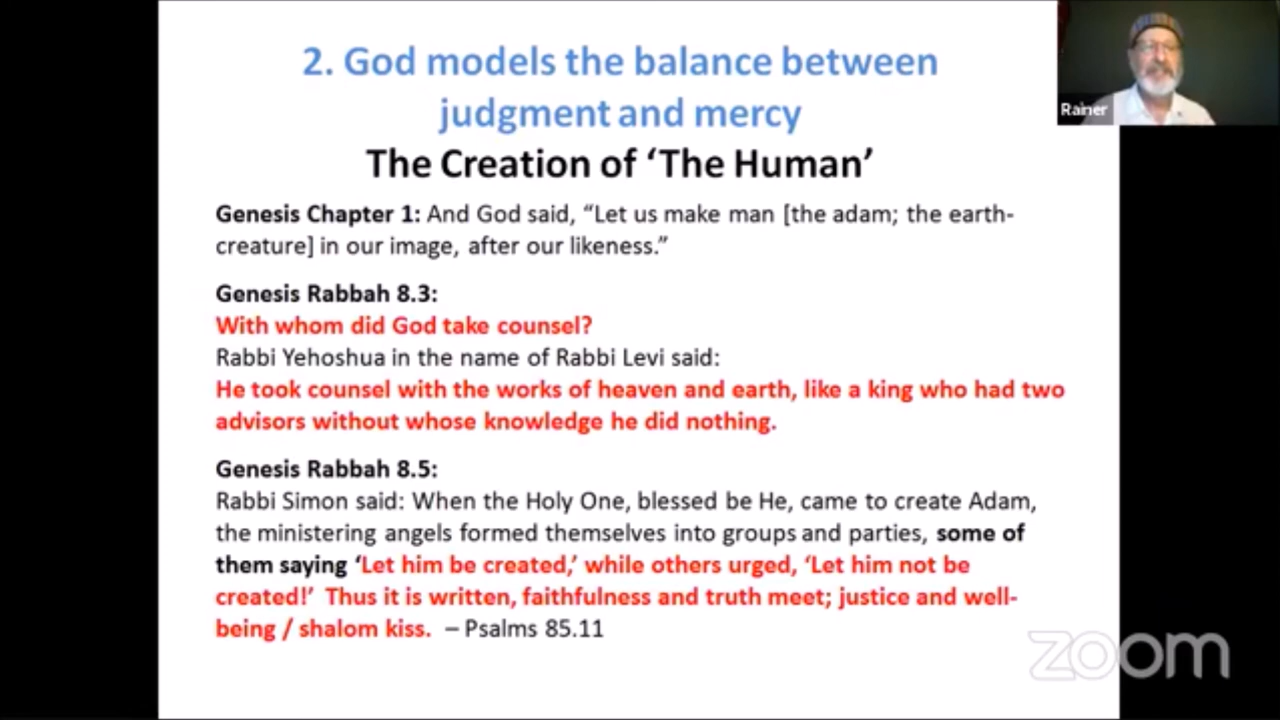 2. God models the balance between
judgment and mercy
The Creation of ‘The Human’
Genesis Chapter 1: And God said, “Let us make man [the adam; the earth-
creature] in our image, after our likeness.”
Genesis Rabbah 8.3:
With whom did God take counsel?
Rabbi Yehoshua in the name of Rabbi Levi said:
He took counsel with the works of heaven and earth, like a king who had two
advisors without whose knowledge he did nothing.
Genesis Rabbah 8.5:
Rabbi Simon said: When the Holy One, blessed be He, came to create Adam,
the ministering angels formed themselves into groups and parties, some of
them saying ‘Let him be created,’ while others urged, ‘Let him not be
created!’ Thus it is written, faithfulness and truth meet; justice and well-
being / shalom kiss. – Psalms 85.11
Rainer
zoom